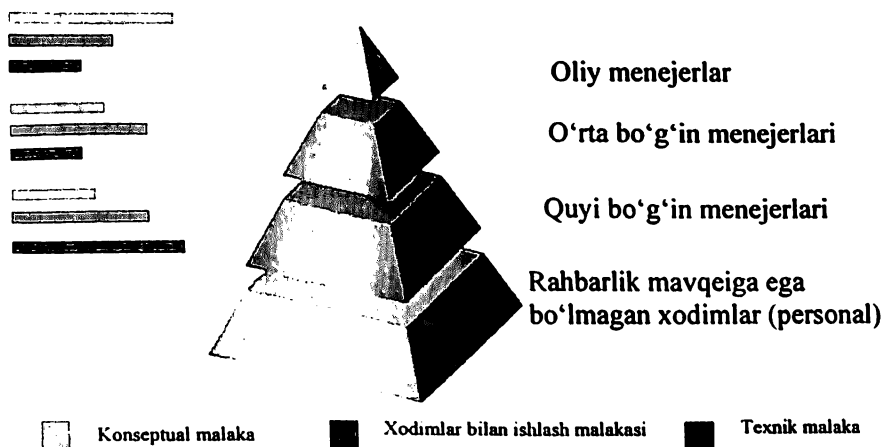 Oliy menejerlar
O‘rta bo‘g‘in menejerlari
Quyi bo‘g‘in menejerlari
Rahbarlik mavqeiga ega
bo‘lmagan xodimlar (personal)
Konseptual malaka
Xodimlar bilan ishlash malakasi
Texnik malaka